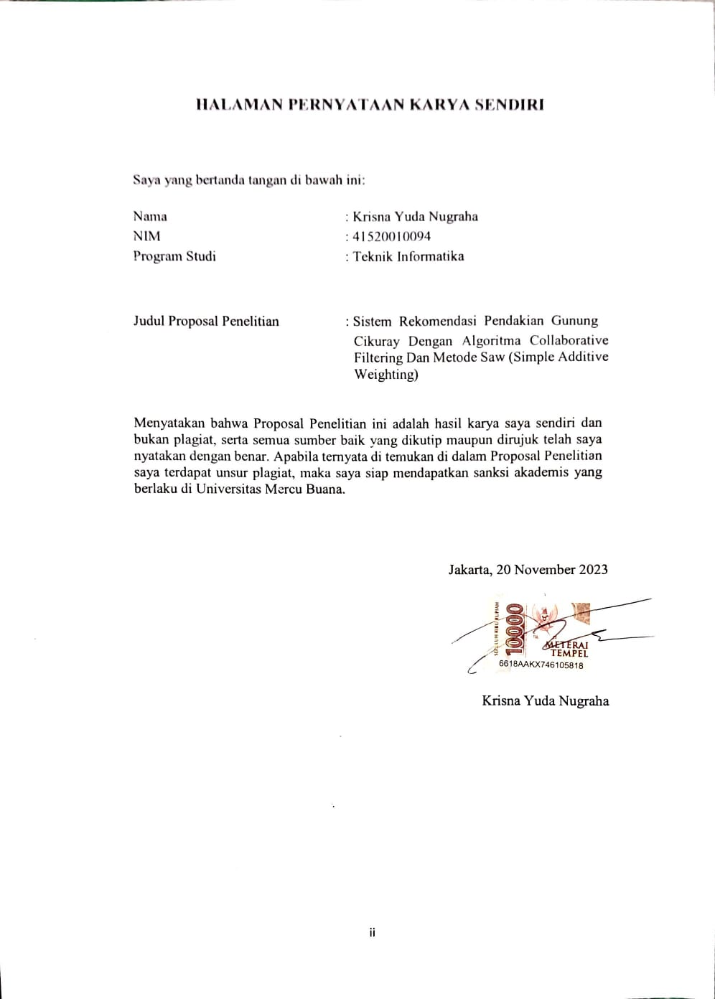 HALAMAN PERNYATAAN KARYA SENDIRI
Saya yang bertanda tangan di bawah ini:
Nama : Krisna Yuda Nugraha
NIM : 41520010094
Program Studi : Teknik Informatika
Judul Proposal Penelitian : Sistem Rekomendasi Pendakian Gunung
Cikuray Dengan Algoritma Collaborative
Filtering Dan Metode Saw (Simple Additive
Weighting)
Menyatakan bahwa Proposal Penelitian ini adalah hasil karya saya sendiri dan
bukan plagiat, serta semua sumber baik yang dikutip maupun dirujuk telah saya
nyatakan dengan benar. Apabila ternyata di temukan di dalam Proposal Penelitian
saya terdapat unsur plagiat, maka saya siap mendapatkan sanksi akademis yang
berlaku di Universitas Mercu Buana.
Jakarta, 20 November 2023
SEPULUH RIBU RUPIAH
10000
METERAI
TEMPEL
6618AAKX746105818
Krisna Yuda Nugraha
ii